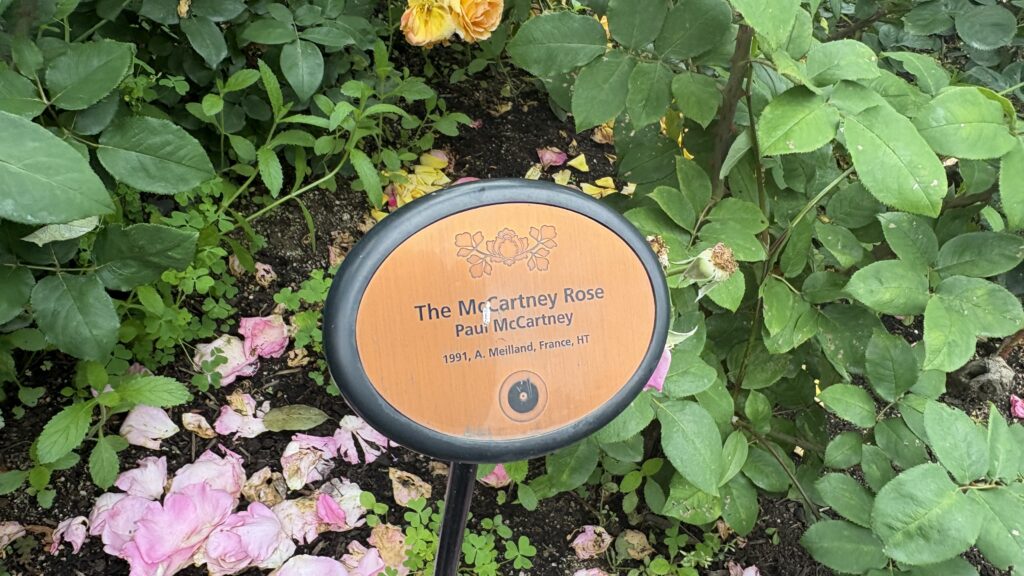 The McCartney Rose
Paul McCartney
1991, A. Meilland, France, HT